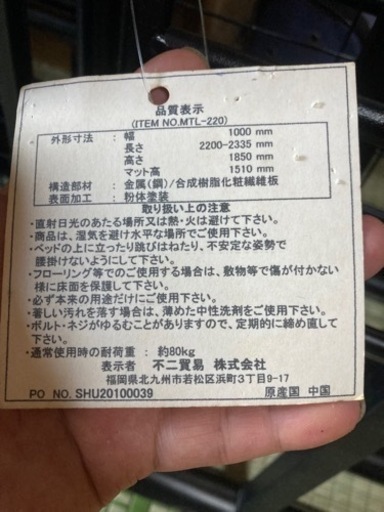 品質表示
(ITEM NO.MTL-220)
外形寸法 : 幅 1000 mm
長さ 2200-2335 mm
高さ 1850 mm
マット高 1510 mm
構造部材 : 金属(鋼)/合成樹脂化粧繊維板
表面加工 : 粉体塗装
取り扱い上の注意
・直射日光のあたる場所又は熱・火は避けて下さい。
・商品は、湿気を避け水平な場所でご使用下さい。
・ベッドの上に立ったり跳びはねたり、不安定な姿勢で
腰掛けないようにして下さい。
・フローリング等でのご使用する場合は、敷物等で傷が付かない
様に床面を保護して下さい。
・必ず本来の用途だけにご使用下さい。
・著しい汚れを落す場合は、薄めた中性洗剤をご使用下さい。
・ボルト・ネジがゆるむことがありますので、定期的に締め直して
下さい。
・通常使用時の耐荷重 : 約80kg
表示者 不二貿易 株式会社
福岡県北九州市若松区浜町3丁目9-17
PO NO. SHU20100039 原産国 中国